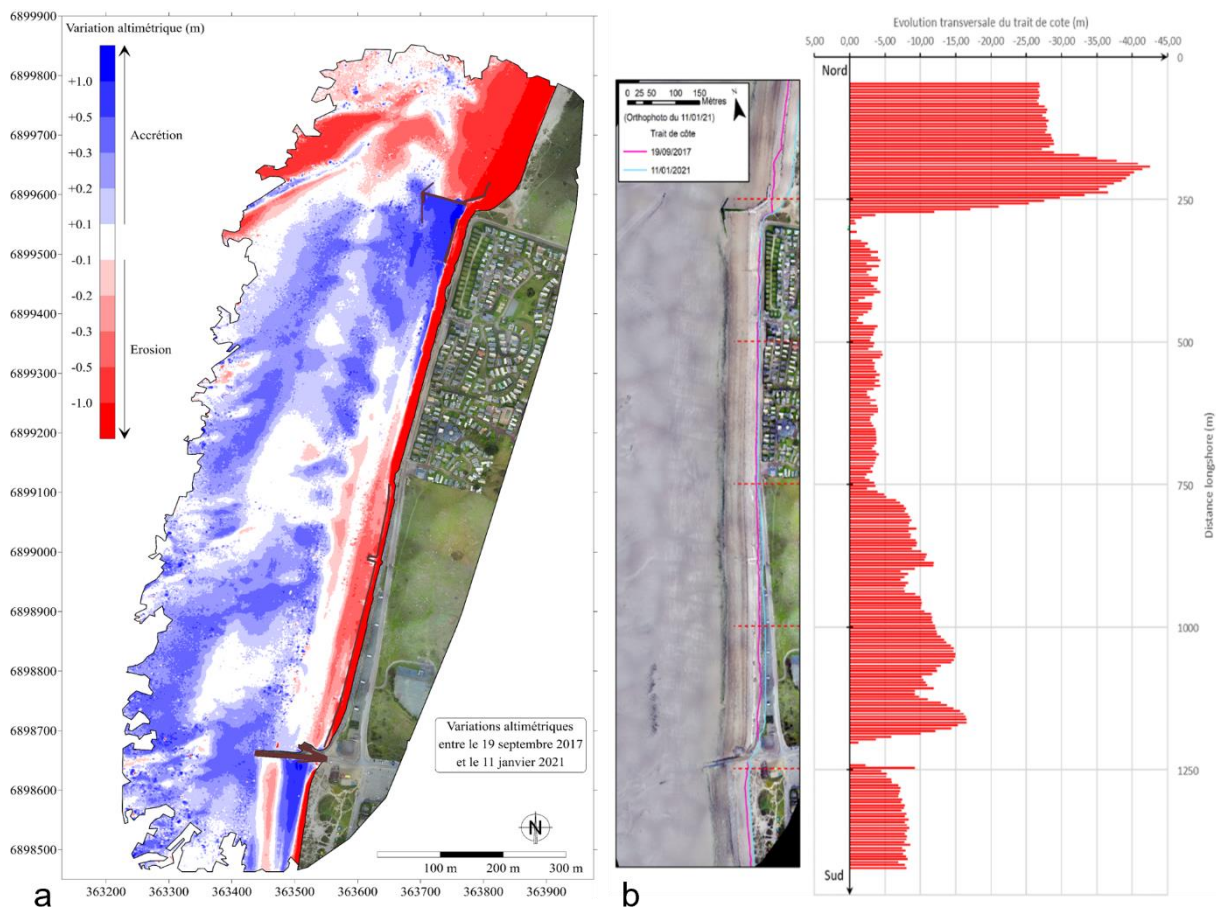 6899900
6899800
6899700
6899600
6899500
6899400
6899300
6899200
6899100
6899000
6898900
6898800
6898700
6898600
6898500
Variation altimétrique (m)
+1.0
+0.5
+0.3
+0.2
+0.1
-0.1
-0.2
-0.3
-0.5
-1.0
Accrétion
Erosion
Variations altimétriques
entre le 19 septembre 2017
et le 11 janvier 2021
N
100 m 200 m 300 m
363200 363300 363400 363500 363600 363700 363800 363900
a
0 25 50 100 150
Mètres
N
(Orthophoto du 11/01/21)
Trait de côte
19/09/2017
11/01/2021
b
Evolution transversale du trait de cote (m)
5,00 0,00 -5,00 -10,00 -15,00 -20,00 -25,00 -30,00 -35,00 -40,00 -45,00
Nord
0
250
500
750
1000
1250
Distance longshore (m)
Sud